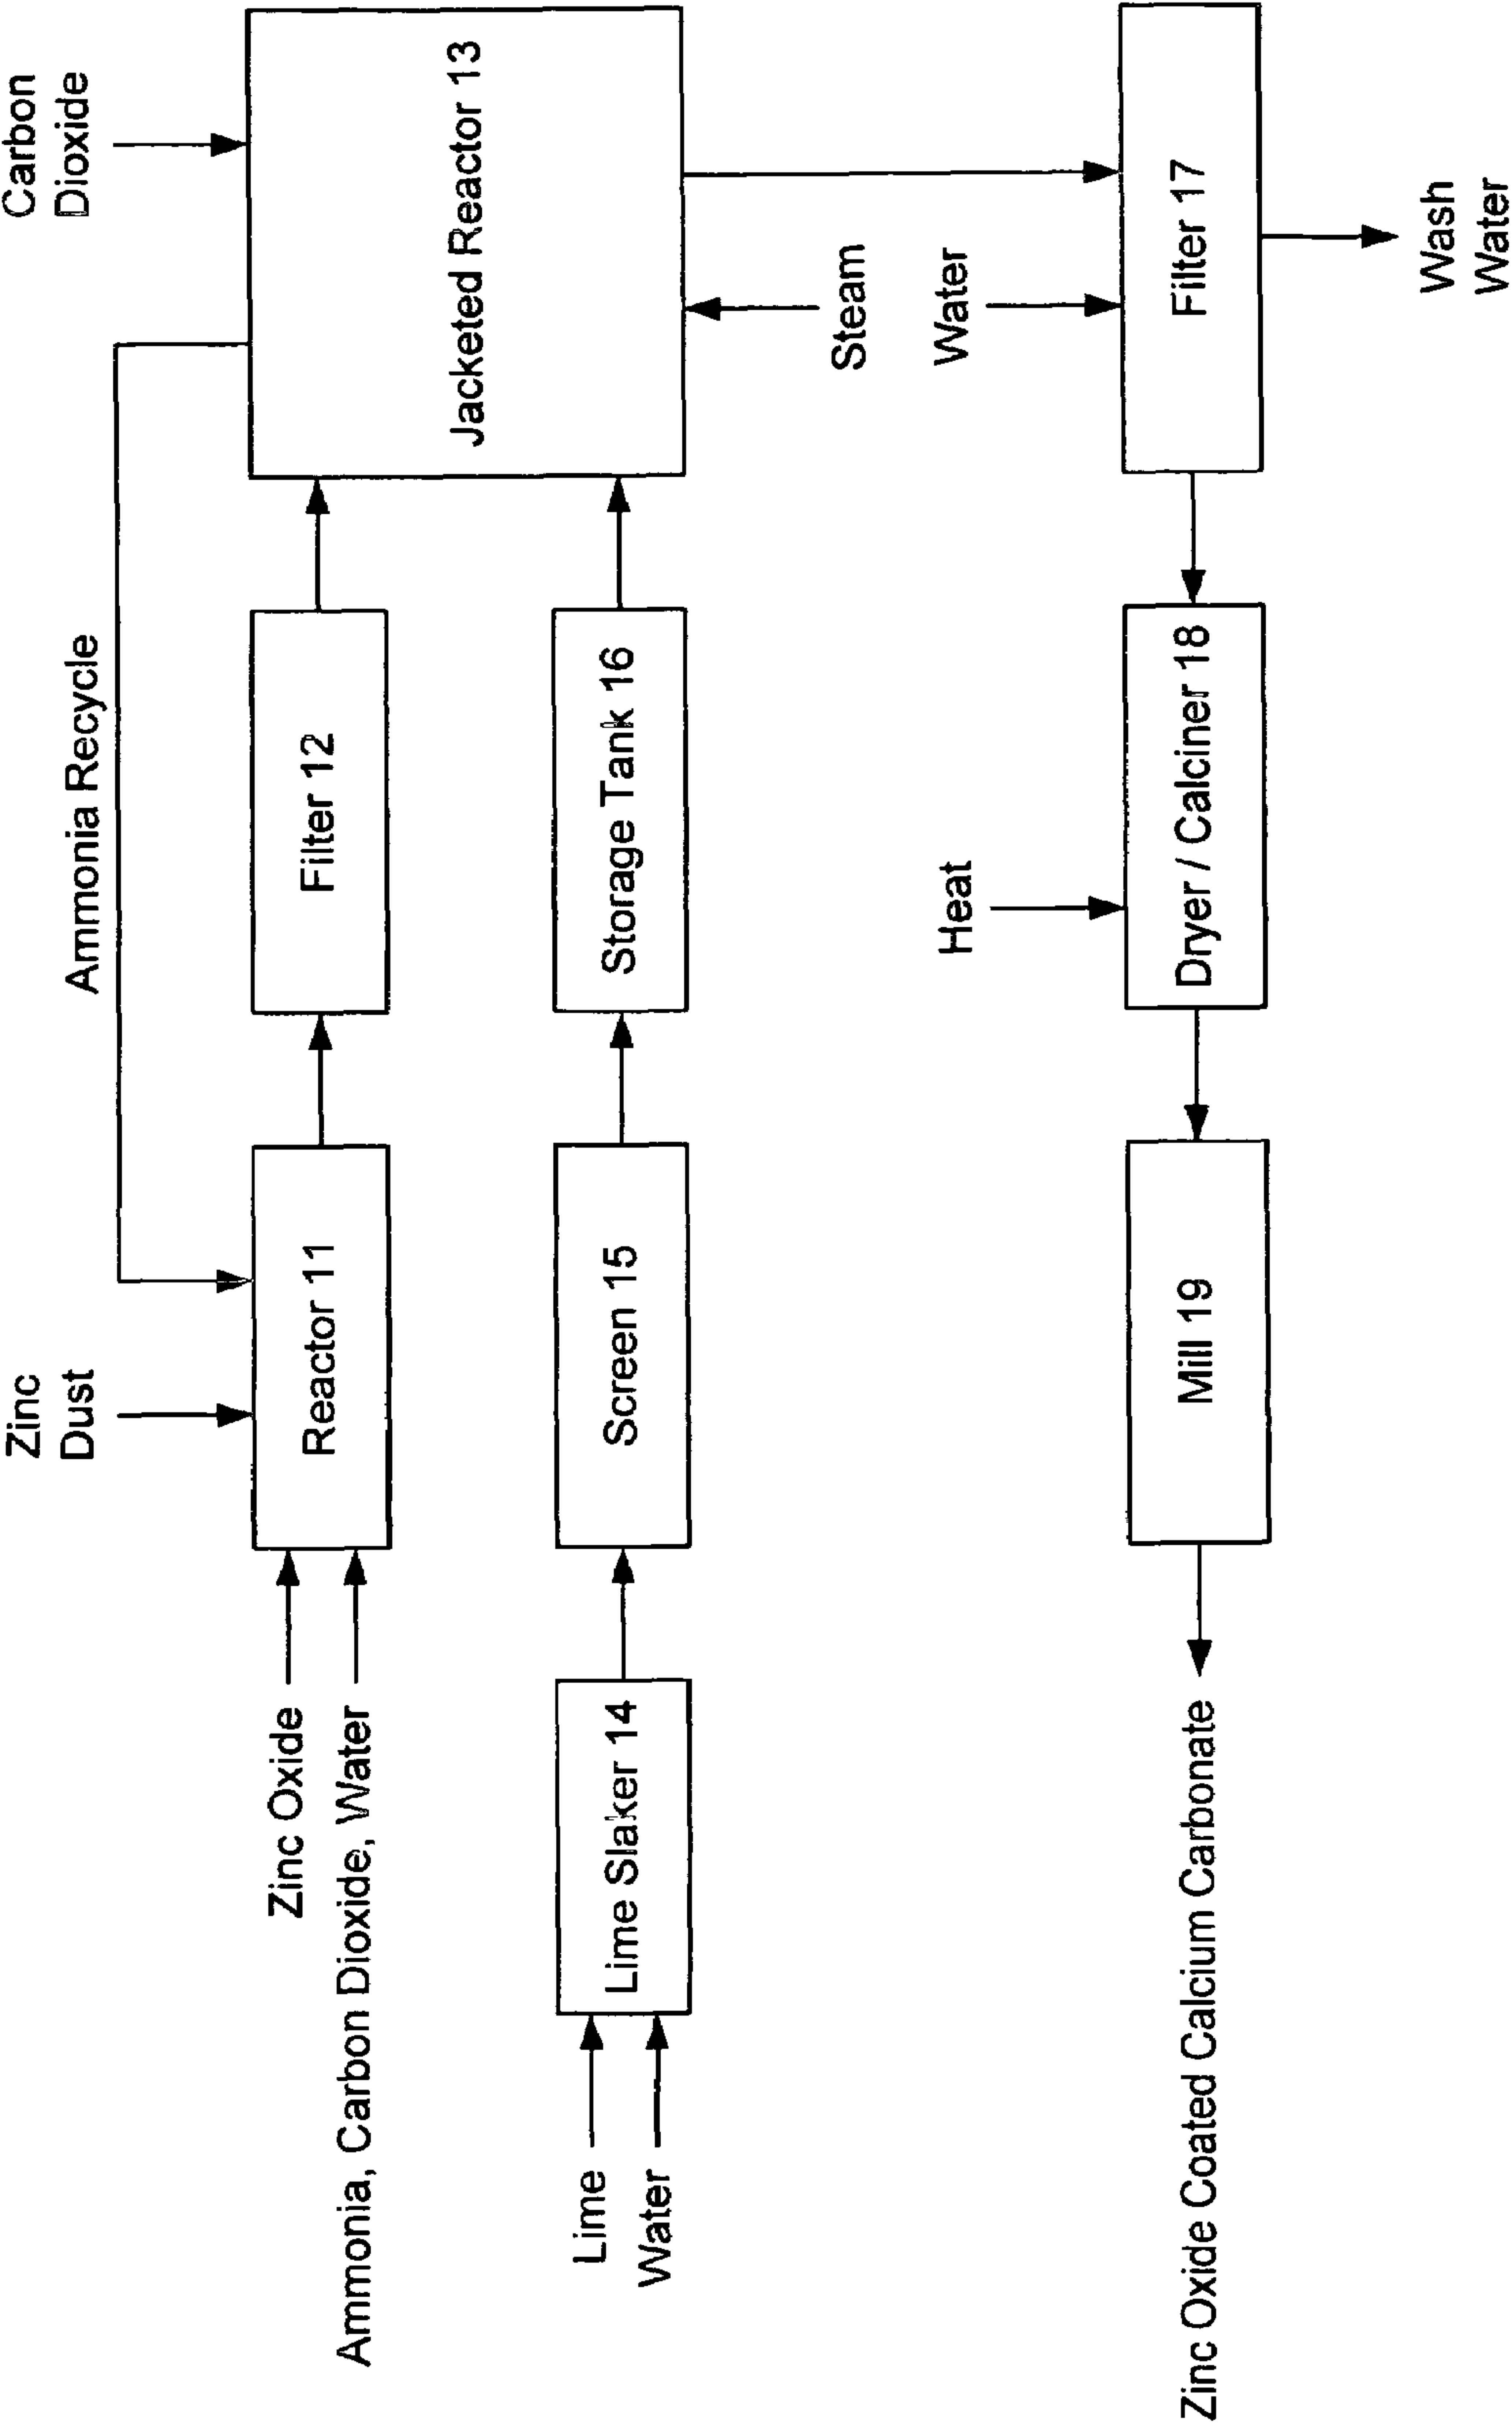 Carbon
Dioxide
Ammonia Recycle
Zinc
Dust
Jacketed Reactor 13
Filter 12
Reactor 11
Zinc Oxide
Ammonia, Carbon Dioxide, Water
Storage Tank 16
Screen 15
Lime Slaker 14
Lime
Water
Steam
Water
Heat
Filter 17
Dryer / Calciner 18
Mill 19
Zinc Oxide Coated Calcium Carbonate
Wash
Water